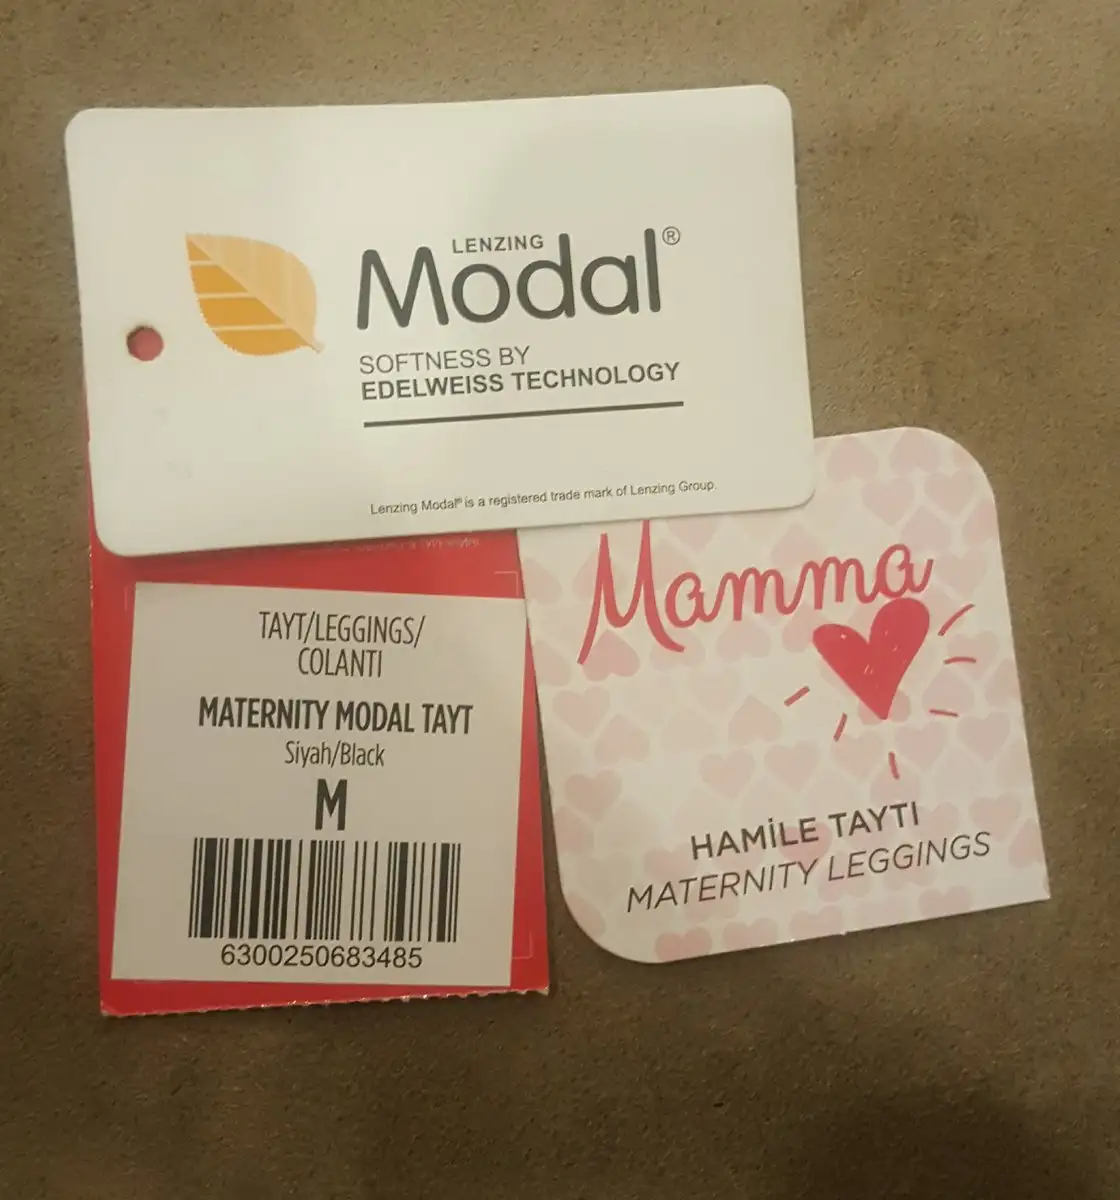 LENZING
Modal®
SOFTNESS BY
EDELWEISS TECHNOLOGY
Lenzing Modal® is a registered trade mark of Lenzing Group.
TAYT/LEGGINGS/
COLANTI
MATERNITY MODAL TAYT
Siyah/Black
M
6300250683485
Mamma
HAMİLE TAYTI
MATERNITY LEGGINGS